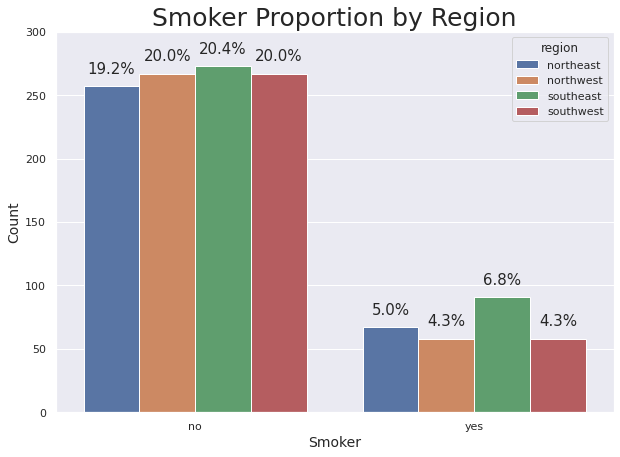 Smoker Proportion by Region
300
250
200
150
100
50
0
Count
19.2%
20.0%
20.4%
20.0%
5.0%
4.3%
6.8%
4.3%
region
northeast
northwest
southeast
southwest
no
yes
Smoker